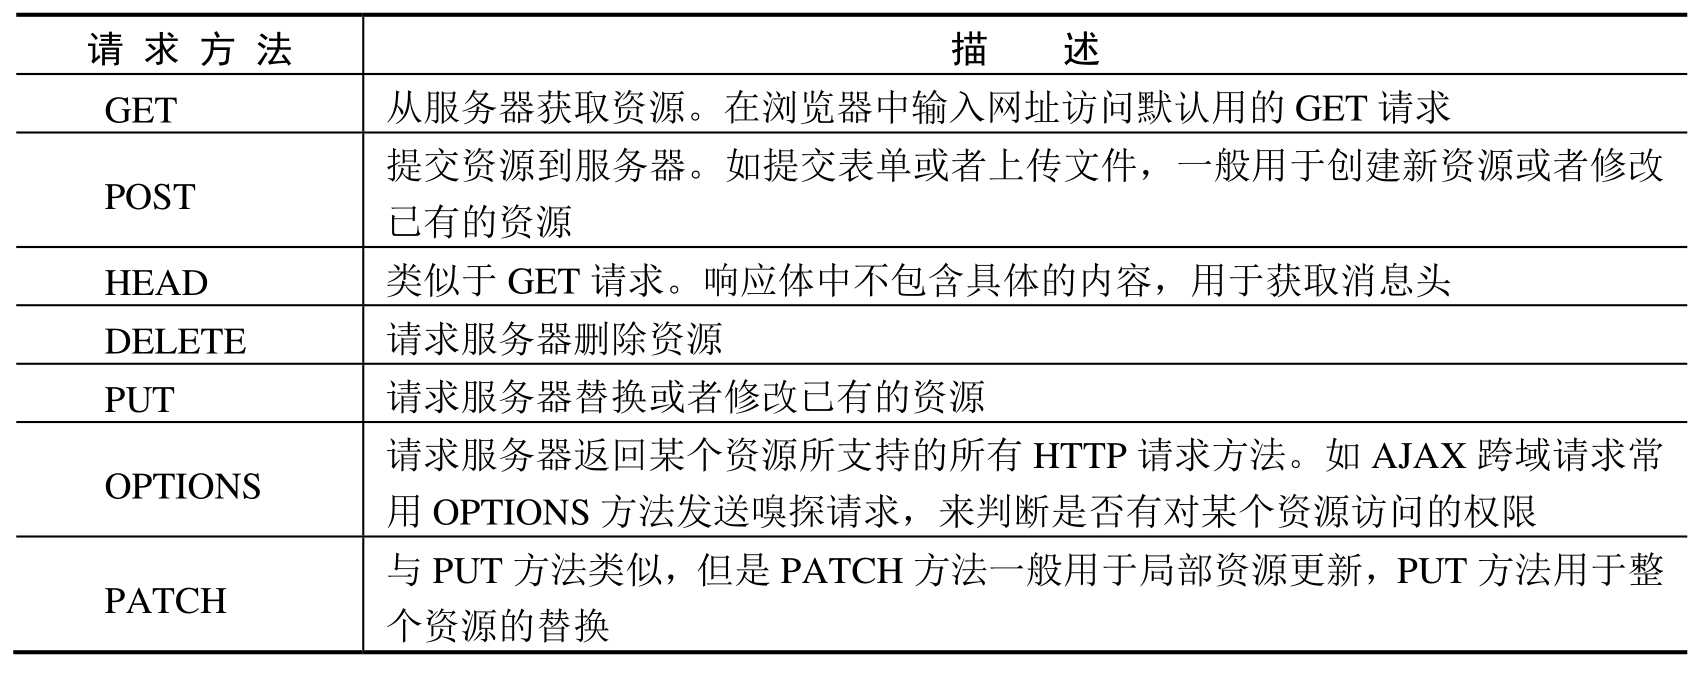 请求方法 描述
GET 从服务器获取资源。在浏览器中输入网址访问默认用的 GET 请求
POST 提交资源到服务器。如提交表单或者上传文件，一般用于创建新资源或者修改
已有的资源
HEAD 类似于 GET 请求。响应体中不包含具体的内容，用于获取消息头
DELETE 请求服务器删除资源
PUT 请求服务器替换或者修改已有的资源
OPTIONS 请求服务器返回某个资源所支持的所有 HTTP 请求方法。如 AJAX 跨域请求常
用 OPTIONS 方法发送嗅探请求，来判断是否有对某个资源访问的权限
PATCH 与 PUT 方法类似，但是 PATCH 方法一般用于局部资源更新，PUT 方法用于整
个资源的替换